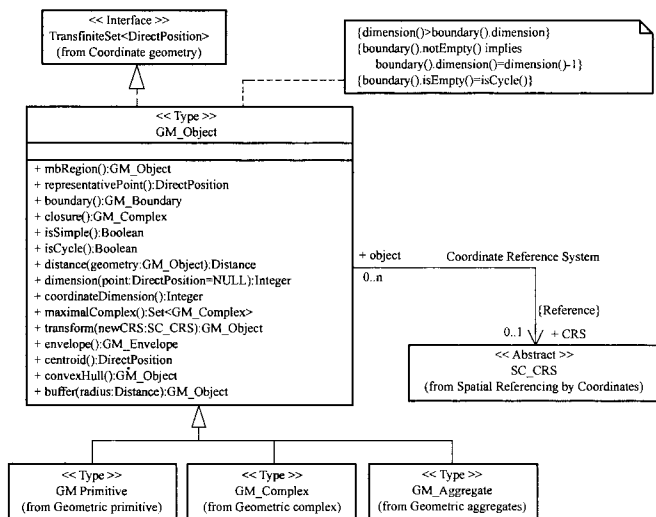 << Interface >>
TransfiniteSet<DirectPosition>
(from Coordinate geometry)
{dimension()>boundary().dimension}
{boundary().notEmpty() implies
boundary().dimension()=dimension()-1}
{boundary().isEmpty()=isCycle()}
<< Type >>
GM_Object
+ mbRegion():GM_Object
+ representativePoint():DirectPosition
+ boundary():GM_Boundary
+ closure():GM_Complex
+ isSimple():Boolean
+ isCycle():Boolean
+ distance(geometry:GM_Object):Distance
+ dimension(point:DirectPosition=NULL):Integer
+ coordinateDimension():Integer
+ maximalComplex():Set<GM_Complex>
+ transform(newCRS:SC_CRS):GM_Object
+ envelope():GM_Envelope
+ centroid():DirectPosition
+ convexHull():GM_Object
+ buffer(radius:Distance):GM_Object
+ object
Coordinate Reference System
0..n
{Reference}
0..1
+ CRS
<< Abstract >>
SC_CRS
(from Spatial Referencing by Coordinates)
<< Type >>
GM Primitive
(from Geometric primitive)
<< Type >>
GM_Complex
(from Geometric complex)
<< Type >>
GM_Aggregate
(from Geometric aggregates)